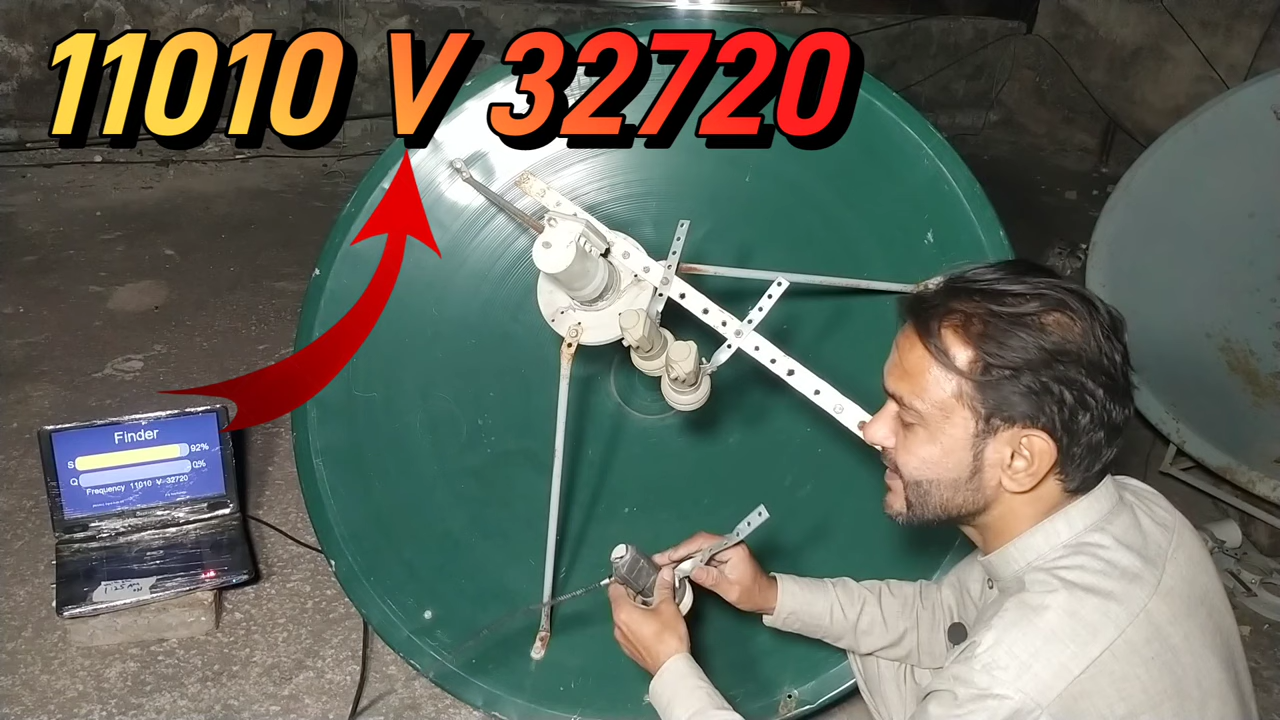 11010 V 32720
Finder
S 92%
Q 0%
Frequency 11010 V 32720